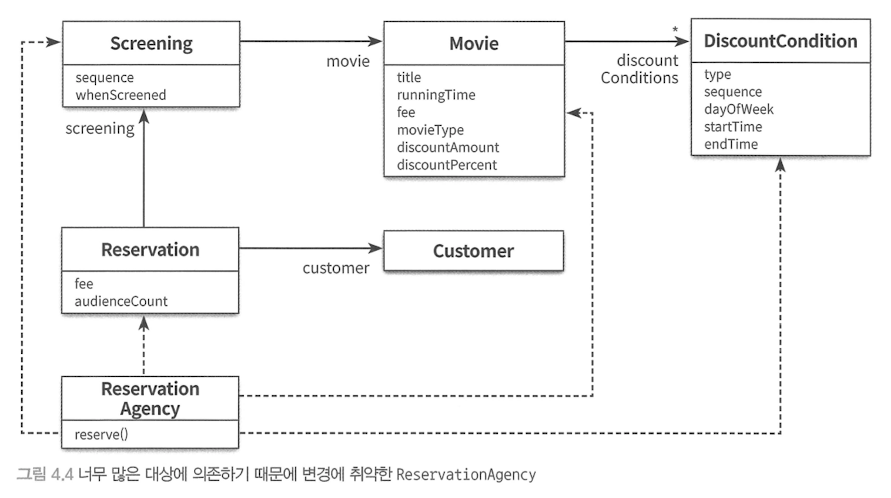 Screening
sequence
whenScreened
movie
Movie
title
runningTime
fee
movieType
discountAmount
discountPercent
*
discount
Conditions
DiscountCondition
type
sequence
dayOfWeek
startTime
endTime
screening
Reservation
fee
audienceCount
customer
Customer
Reservation
Agency
reserve()
그림 4.4 너무 많은 대상에 의존하기 때문에 변경에 취약한 ReservationAgency